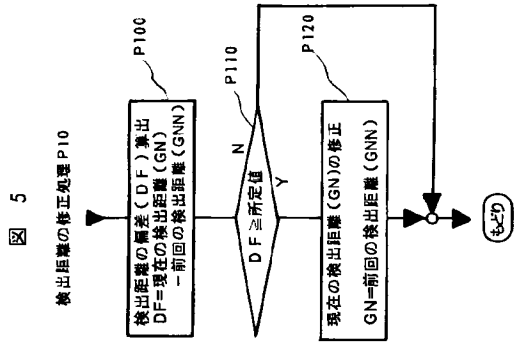 図 5
検出距離の修正処理 P10
P100
検出距離の偏差(DF)算出
DF=現在の検出距離(GN)
−前回の検出距離(GNN)
P110
DF≧所定値
N
Y
P120
現在の検出距離(GN)の修正
GN=前回の検出距離(GNN)
もどり